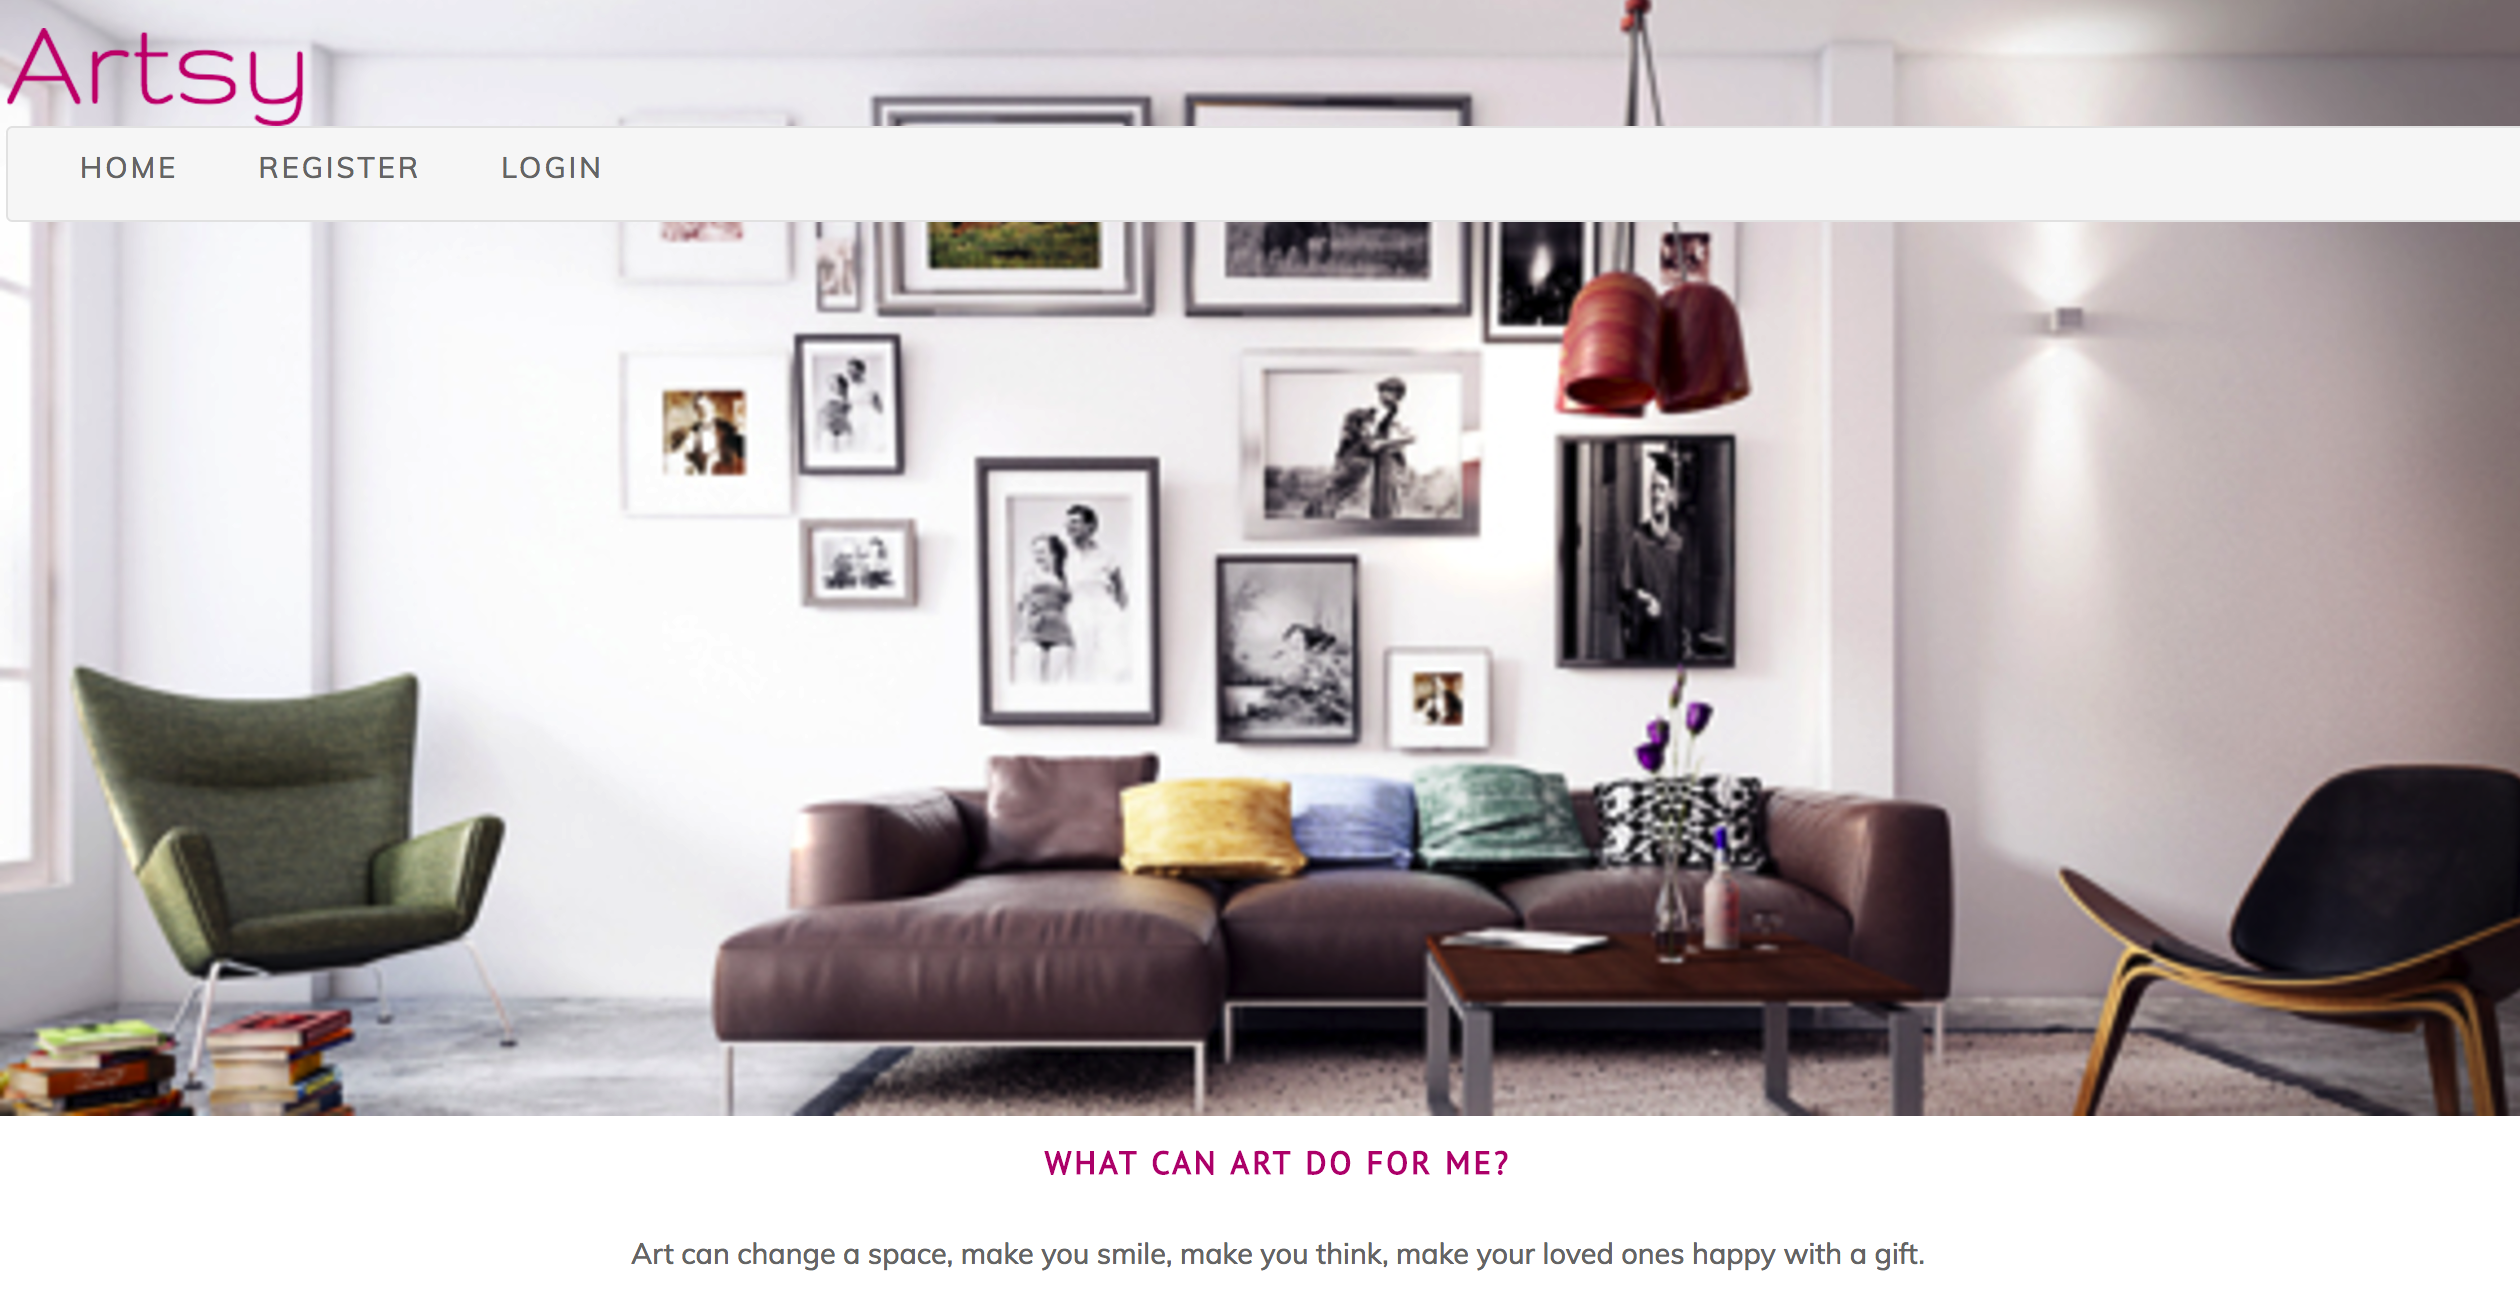 Artsy
HOME REGISTER LOGIN
WHAT CAN ART DO FOR ME?
Art can change a space, make you smile, make you think, make your loved ones happy with a gift.